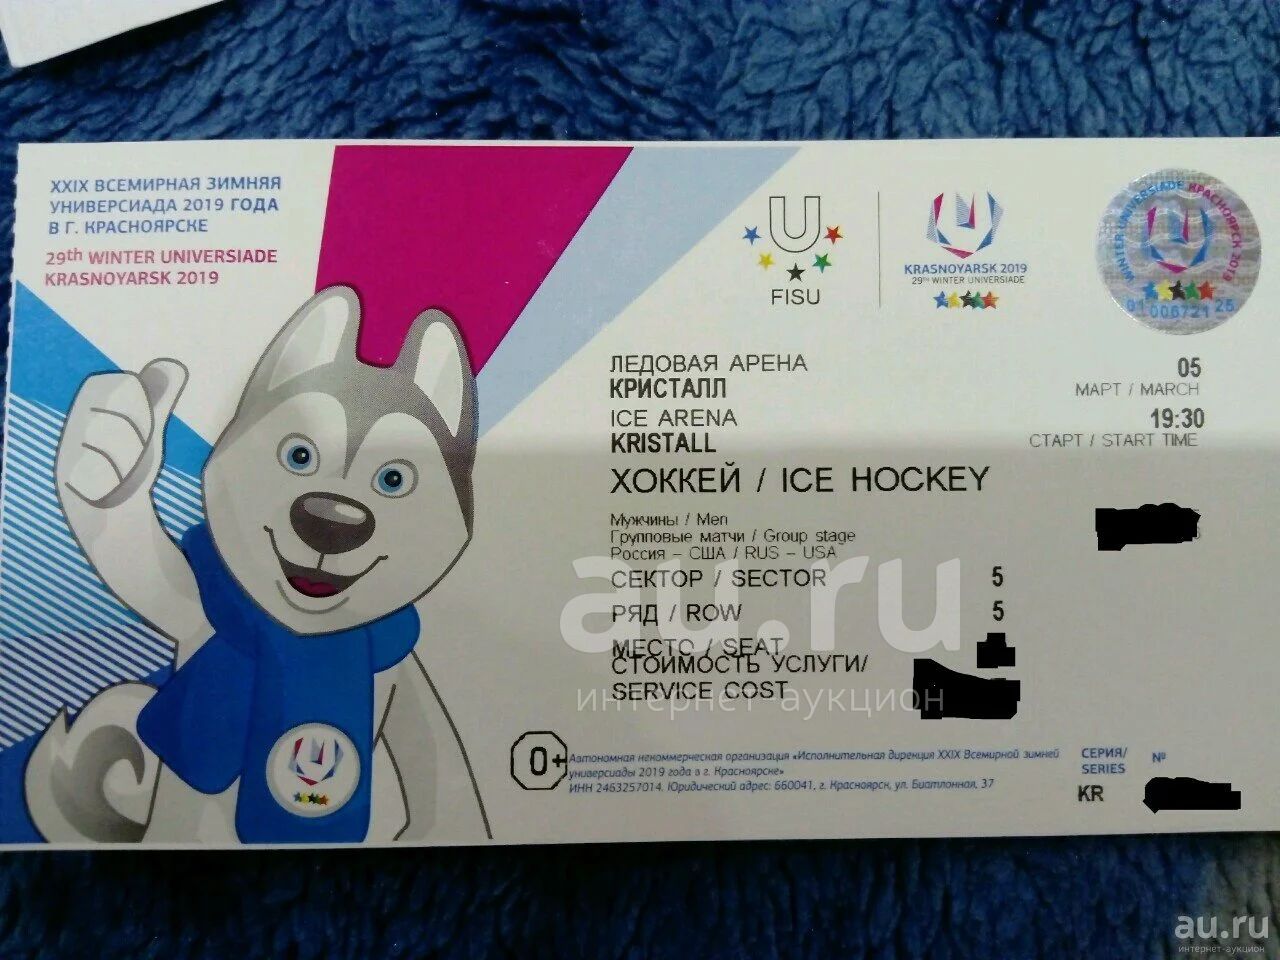 XXIX ВСЕМИРНАЯ ЗИМНЯЯ
УНИВЕРСИАДА 2019 ГОДА
В Г. КРАСНОЯРСКЕ
29th WINTER UNIVERSIADE
KRASNOYARSK 2019
U
FISU
KRASNOYARSK 2019
29TH WINTER UNIVERSIADE
WINTER UNIVERSIADE КРАСНОЯРСК 2019
ЛЕДОВАЯ АРЕНА
КРИСТАЛЛ
ICE ARENA
KRISTALL
05
МАРТ / MARCH
19:30
СТАРТ / START TIME
ХОККЕЙ / ICE HOCKEY
Мужчины / Men
Групповые матчи / Group stage
Россия - США / RUS - USA
СЕКТОР / SECTOR 5
РЯД / ROW 5
МЕСТО / SEAT
СТОИМОСТЬ УСЛУГИ/
SERVICE COST
au.ru
интернет-аукцион
0+
Автономная некоммерческая организация «Исполнительная дирекция XXIX Всемирной зимней
универсиады 2019 года в г. Красноярске»
ИНН 2463257014. Юридический адрес: 660041, г. Красноярск, ул. Биатлонная, 37
СЕРИЯ/ №
SERIES
KR
au.ru
интернет-аукцион